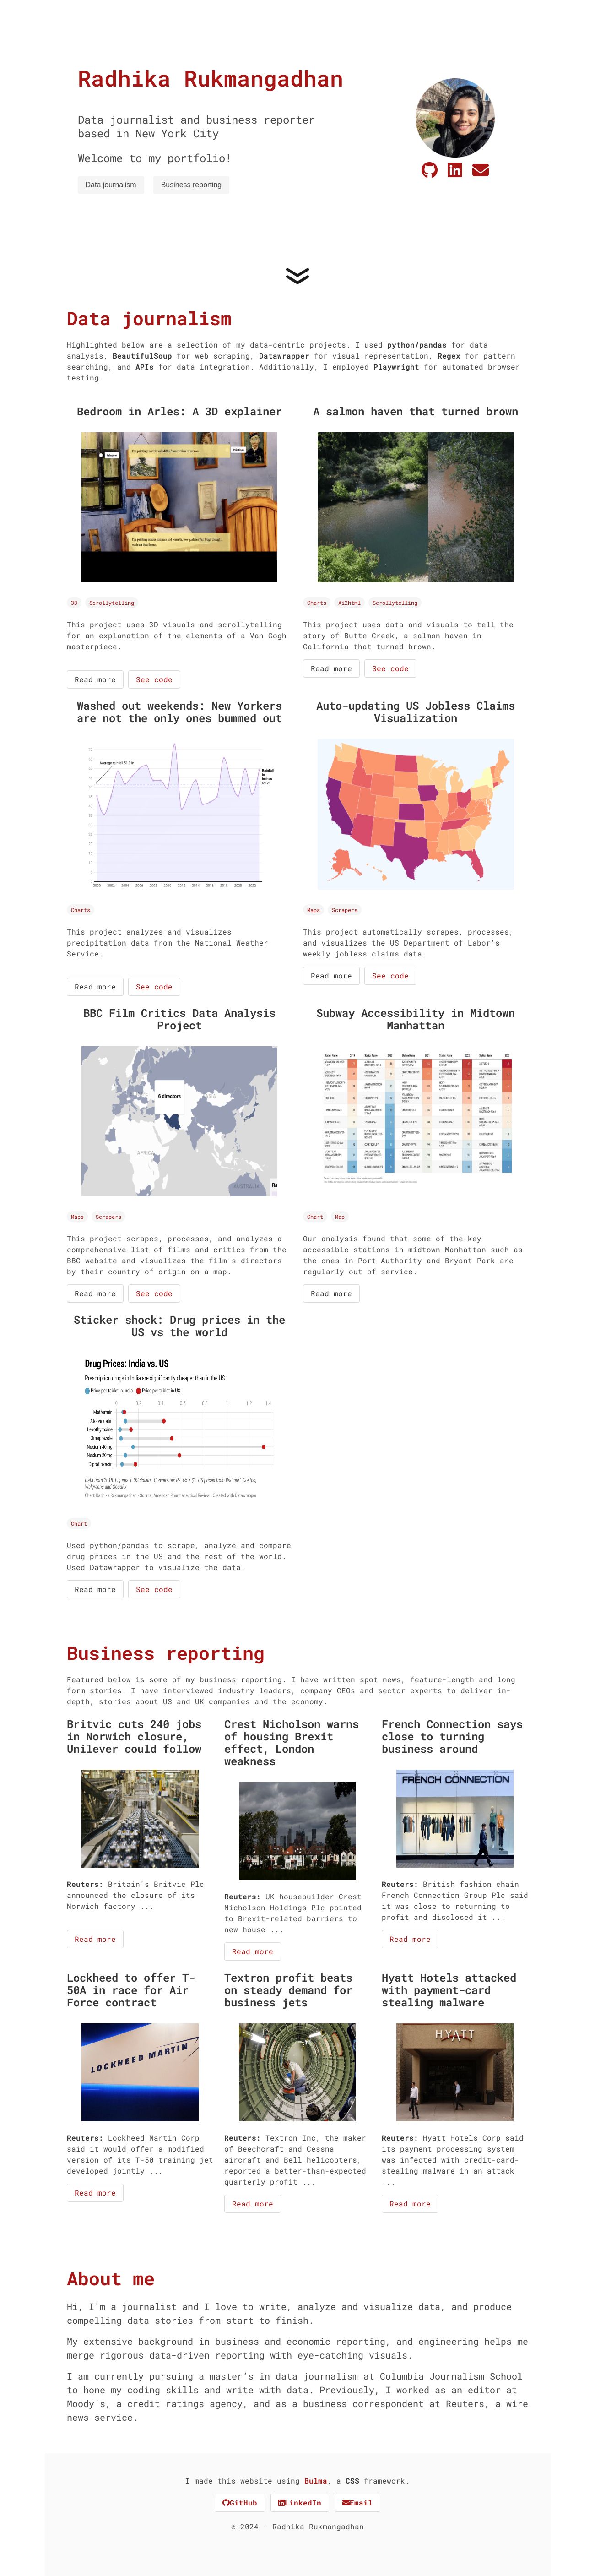 Radhika Rukmangadhan
Data journalist and business reporter
based in New York City
Welcome to my portfolio!
Data journalism
Business reporting
Data journalism
Highlighted below are a selection of my data-centric projects. I used python/pandas for data
analysis, BeautifulSoup for web scraping, Datawrapper for visual representation, Regex for pattern
searching, and APIs for data integration. Additionally, I employed Playwright for automated browser
testing.
Bedroom in Arles: A 3D explainer
3D
Scrollytelling
This project uses 3D visuals and scrollytelling
for an explanation of the elements of a Van Gogh
masterpiece.
Read more
See code
A salmon haven that turned brown
Charts
Ai2html
Scrollytelling
This project uses data and visuals to tell the
story of Butte Creek, a salmon haven in
California that turned brown.
Read more
See code
Washed out weekends: New Yorkers
are not the only ones bummed out
Charts
This project analyzes and visualizes
precipitation data from the National Weather
Service.
Read more
See code
Auto-updating US Jobless Claims
Visualization
Maps
Scrapers
This project automatically scrapes, processes,
and visualizes the US Department of Labor's
weekly jobless claims data.
Read more
See code
BBC Film Critics Data Analysis
Project
6 directors
AFRICA
Maps
Scrapers
This project scrapes, processes, and analyzes a
comprehensive list of films and critics from the
BBC website and visualizes the film's directors
by their country of origin on a map.
Read more
See code
Subway Accessibility in Midtown
Manhattan
Chart
Map
Our analysis found that some of the key
accessible stations in midtown Manhattan such as
the ones in Port Authority and Bryant Park are
regularly out of service.
Read more
Sticker shock: Drug prices in the
US vs the world
Drug Prices: India vs. US
Prescription drugs in India are significantly cheaper than in the US
Price per tablet in India
Price per tablet in US
0 0.2 0.4 0.6 0.8 1 1.2 1.4
Metformin
Atorvastatin
Levothyroxine
Omeprazole
Nexium 40mg
Nexium 20mg
Ciprofloxacin
Chart
Used python/pandas to scrape, analyze and compare
drug prices in the US and the rest of the world.
Used Datawrapper to visualize the data.
Read more
See code
Business reporting
Featured below is some of my business reporting. I have written spot news, feature-length and long
form stories. I have interviewed industry leaders, company CEOs and sector experts to deliver in-
depth, stories about US and UK companies and the economy.
Britvic cuts 240 jobs
in Norwich closure,
Unilever could follow
Reuters: Britain's Britvic Plc
announced the closure of its
Norwich factory ...
Read more
Crest Nicholson warns
of housing Brexit
effect, London
weakness
Reuters: UK housebuilder Crest
Nicholson Holdings Plc pointed
to Brexit-related barriers to
new house ...
Read more
French Connection says
close to turning
business around
FRENCH CONNECTION
Reuters: British fashion chain
French Connection Group Plc said
it was close to returning to
profit and disclosed it ...
Read more
Lockheed to offer T-
50A in race for Air
Force contract
LOCKHEED MARTIN
Reuters: Lockheed Martin Corp
said it would offer a modified
version of its T-50 training jet
developed jointly ...
Read more
Textron profit beats
on steady demand for
business jets
Reuters: Textron Inc, the maker
of Beechcraft and Cessna
aircraft and Bell helicopters,
reported a better-than-expected
quarterly profit ...
Read more
Hyatt Hotels attacked
with payment-card
stealing malware
HYATT
Reuters: Hyatt Hotels Corp said
its payment processing system
was infected with credit-card-
stealing malware in an attack
...
Read more
About me
Hi, I'm a journalist and I love to write, analyze and visualize data, and produce
compelling data stories from start to finish.
My extensive background in business and economic reporting, and engineering helps me
merge rigorous data-driven reporting with eye-catching visuals.
I am currently pursuing a master's in data journalism at Columbia Journalism School
to hone my coding skills and write with data. Previously, I worked as an editor at
Moody's, a credit ratings agency, and as a business correspondent at Reuters, a wire
news service.
I made this website using Bulma, a CSS framework.
GitHub
LinkedIn
Email
© 2024 - Radhika Rukmangadhan